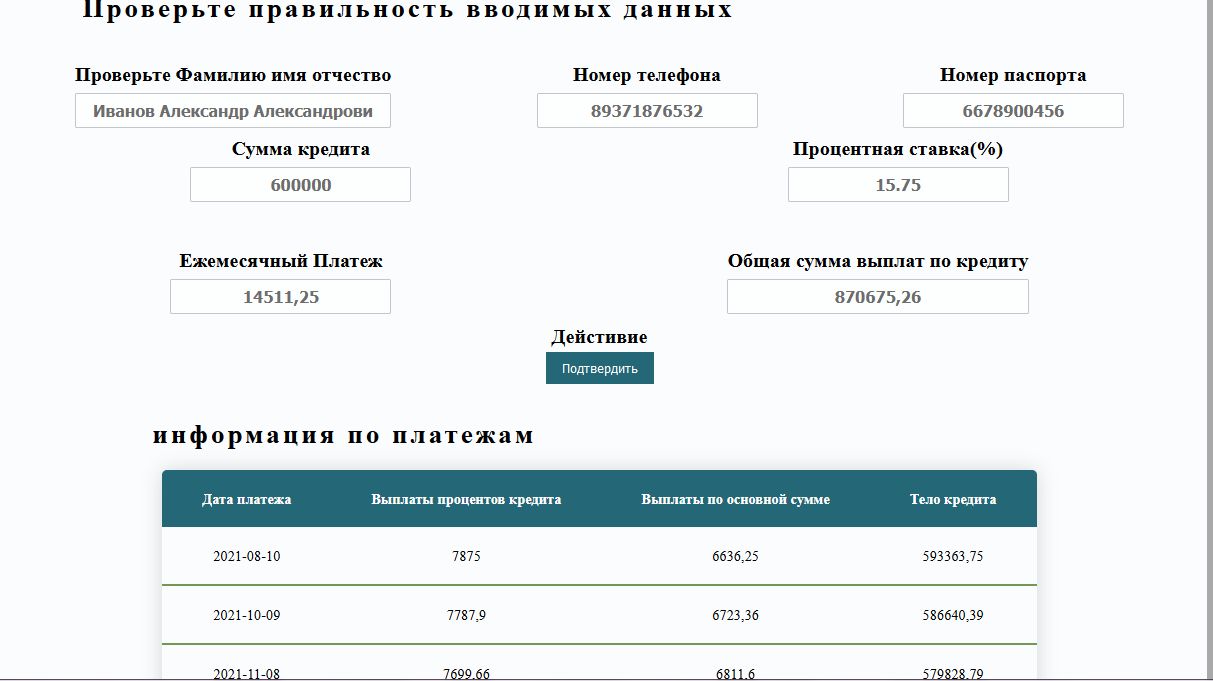 Проверьте правильность вводимых данных
Проверьте Фамилию имя отчество Номер телефона Номер паспорта
Иванов Александр Александрови 89371876532 6678900456
Сумма кредита Процентная ставка(%)
600000 15.75
Ежемесячный Платеж Общая сумма выплат по кредиту
14511,25 870675,26
Дейстивие
Подтвердить
информация по платежам
Дата платежа Выплаты процентов кредита Выплаты по основной сумме Тело кредита
2021-08-10 7875 6636,25 593363,75
2021-10-09 7787,9 6723,36 586640,39
2021-11-08 7699,66 6811,6 579828,79